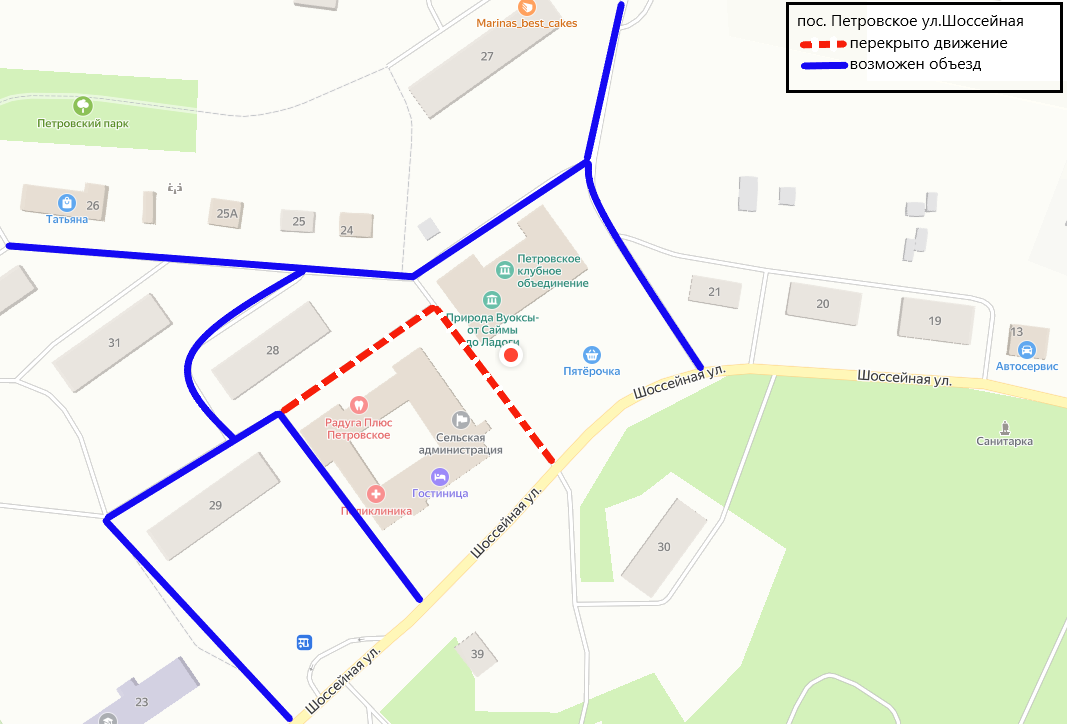 пос. Петровское ул.Шоссейная
перекрыто движение
возможен объезд
Marinas_best_cakes
27
Петровский парк
26
Татьяна
25А
25
24
Петровское
клубное
объединение
Природа Вуоксы-
от Саймы
до Ладоги
21
20
19
13
Автосервис
31
28
Пятёрочка
Шоссейная ул.
Шоссейная ул.
Радуга Плюс
Петровское
Сельская
администрация
Санитарка
Гостиница
Поликлиника
29
Шоссейная ул.
30
39
Шоссейная ул.
23